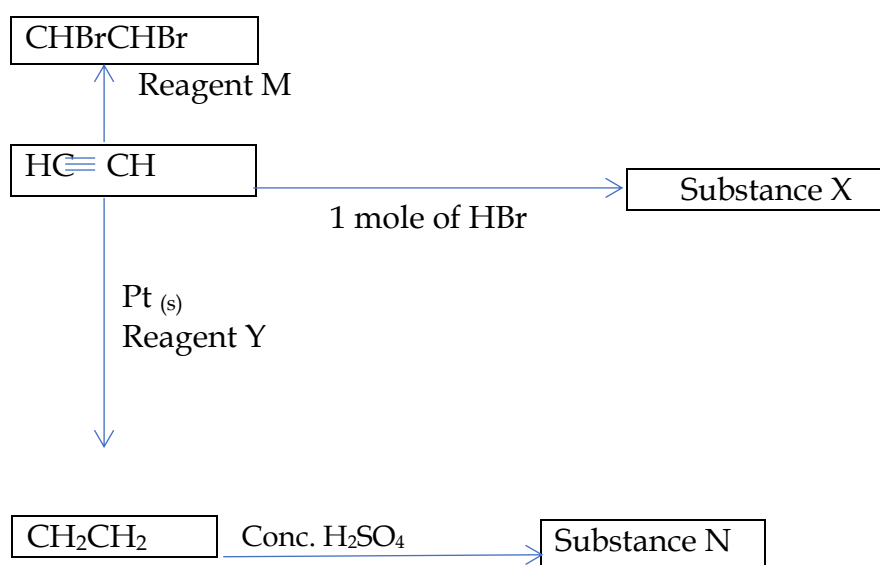 CHBrCHBr
Reagent M
HC≡ CH
Substance X
1 mole of HBr
Pt (s)
Reagent Y
CH₂CH₂
Conc. H₂SO₄
Substance N